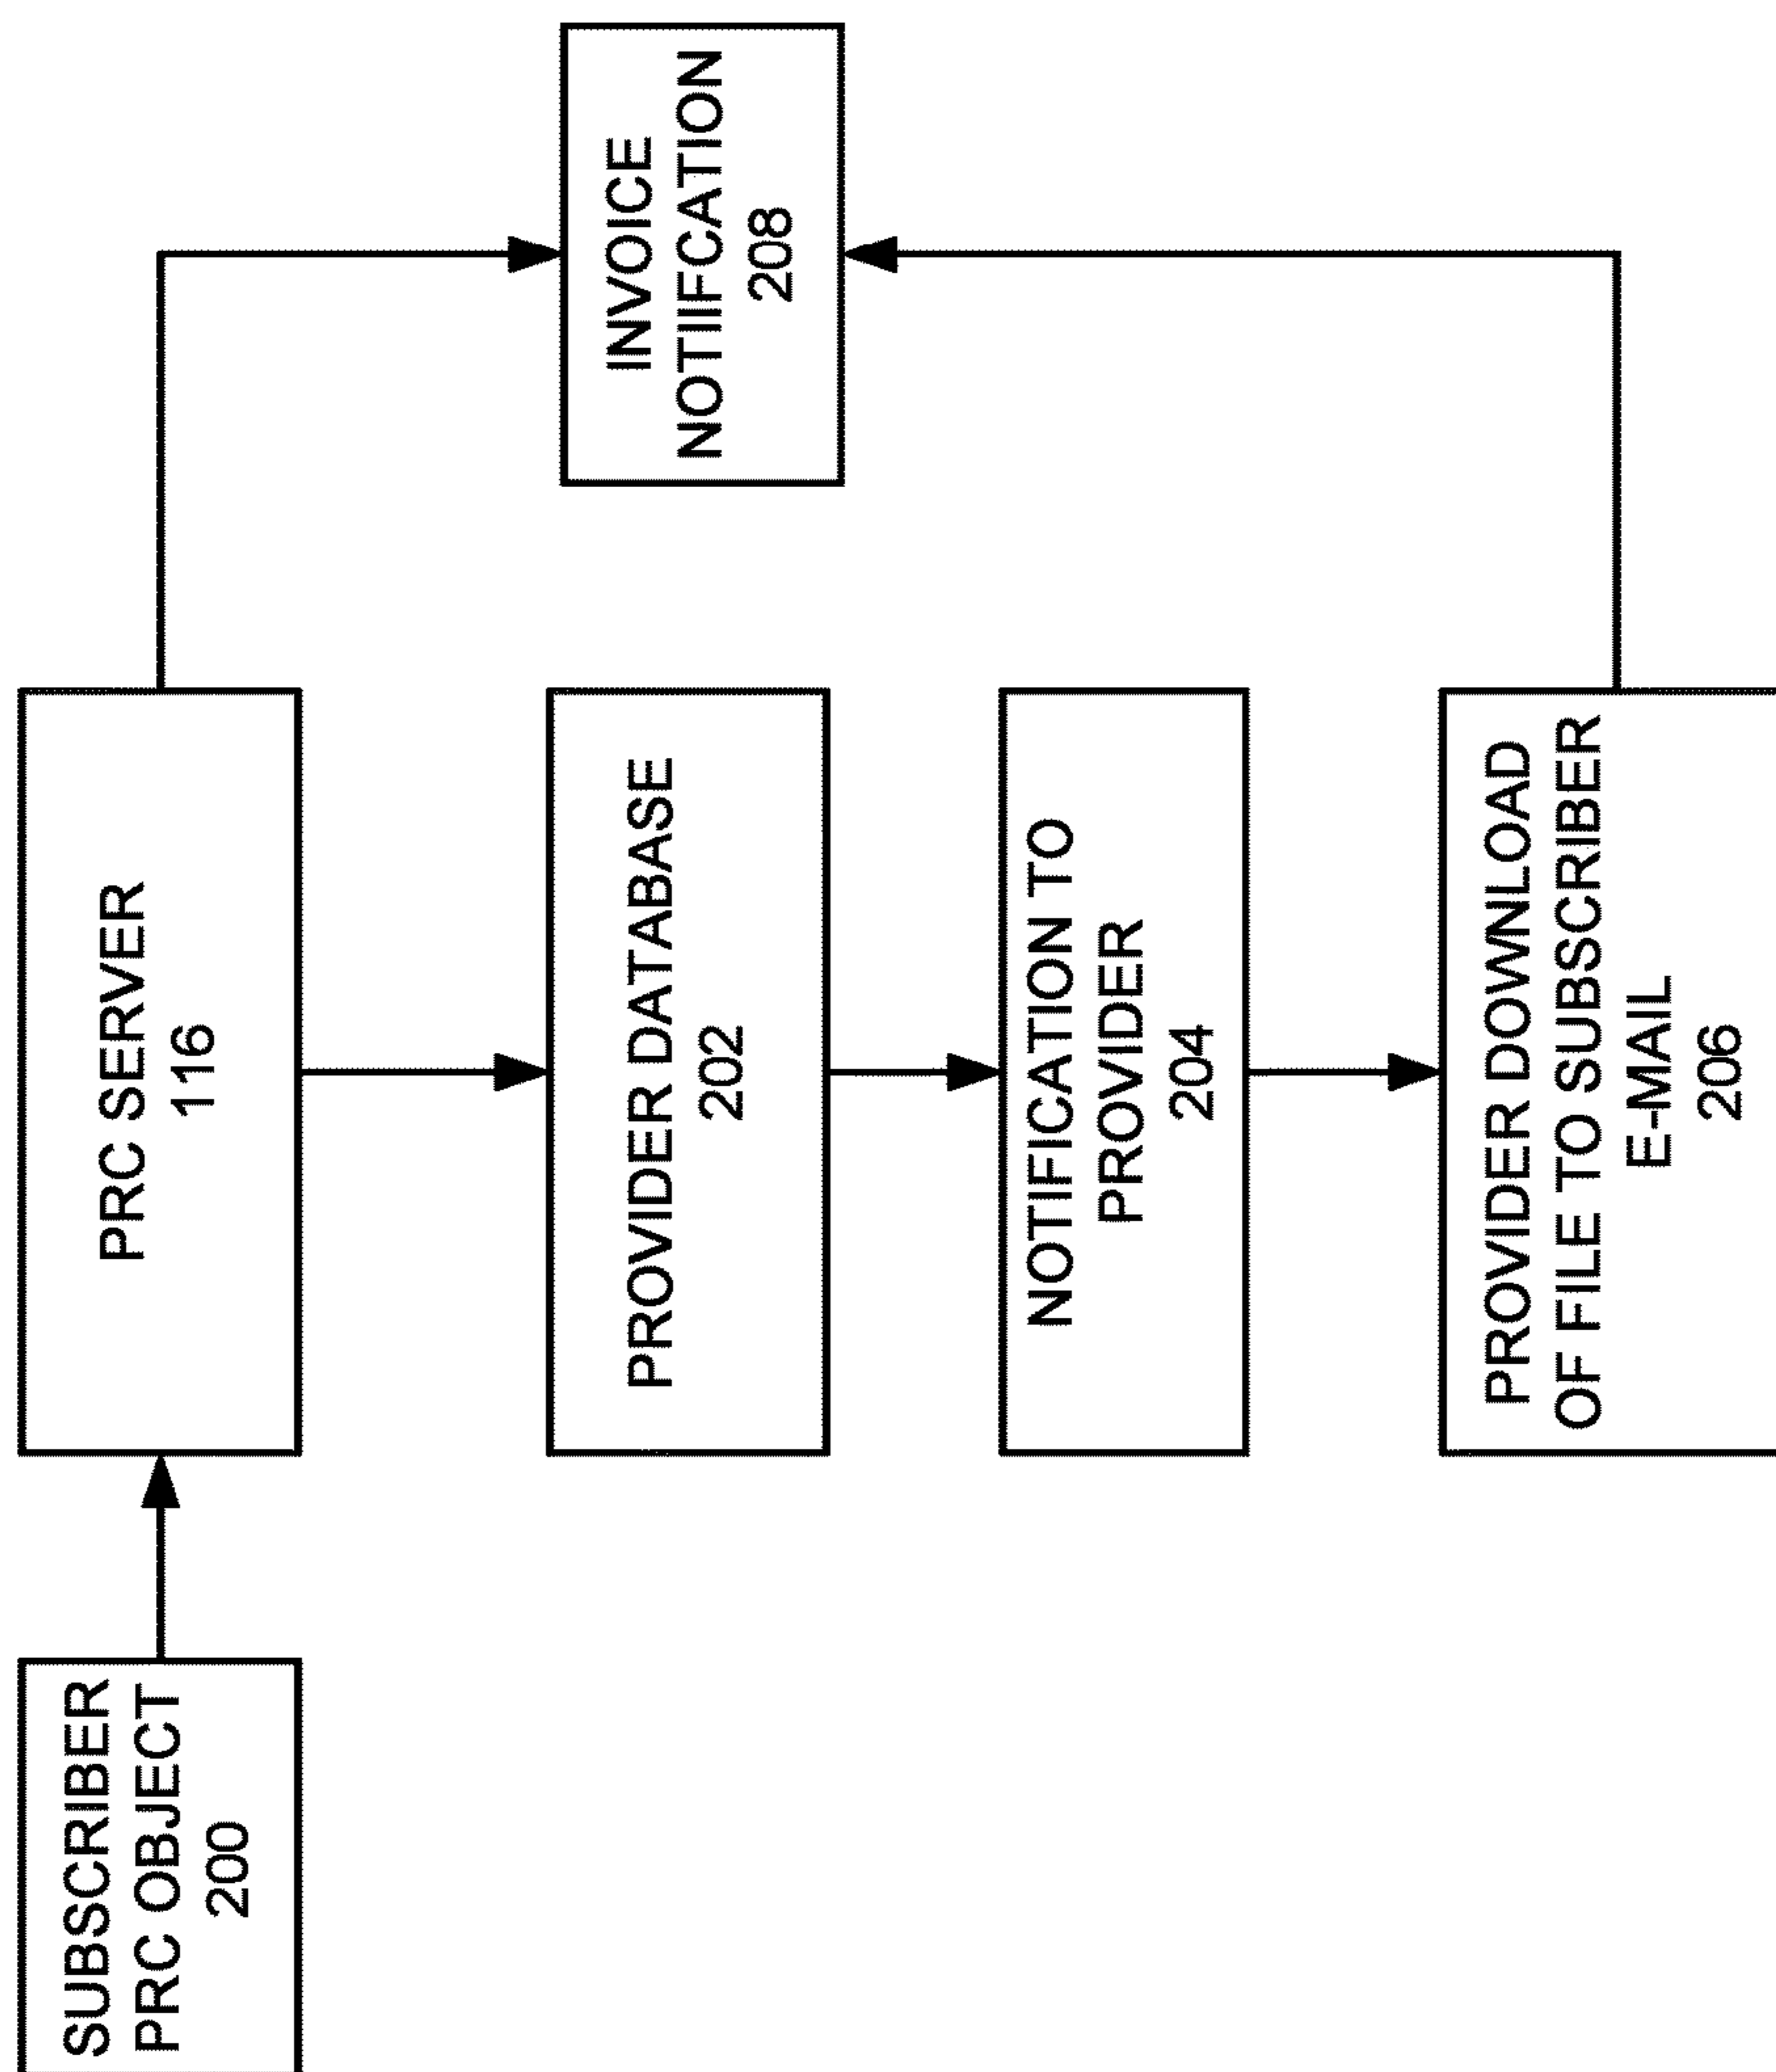 SUBSCRIBER
PRC OBJECT
200
PRC SERVER
116
PROVIDER DATABASE
202
INVOICE
NOTIIFCATION
208
NOTIFICATION TO
PROVIDER
204
PROVIDER DOWNLOAD
OF FILE TO SUBSCRIBER
E-MAIL
206